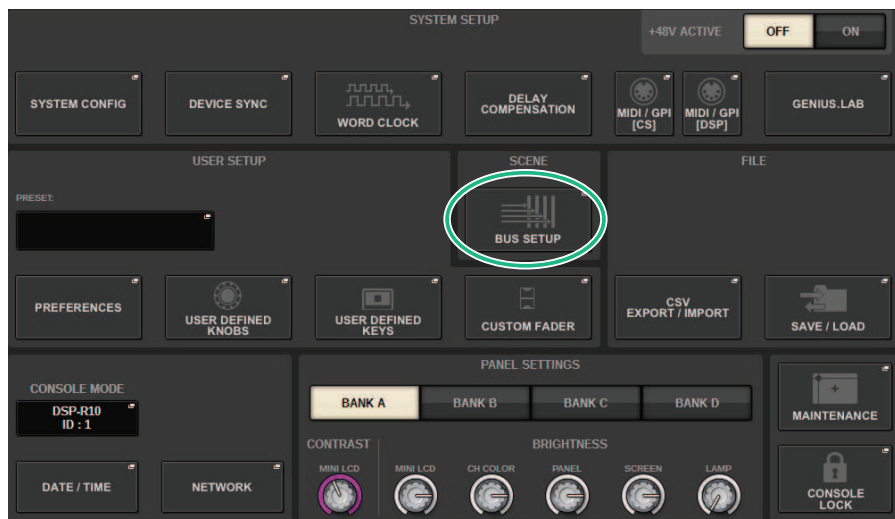 SYSTEM SETUP
+48V ACTIVE
OFF
ON
SYSTEM CONFIG
DEVICE SYNC
WORD CLOCK
DELAY
COMPENSATION
MIDI / GPI
[CS]
MIDI / GPI
[DSP]
GENIUS.LAB
USER SETUP
SCENE
FILE
PRESET:
BUS SETUP
PREFERENCES
USER DEFINED
KNOBS
USER DEFINED
KEYS
CUSTOM FADER
CSV
EXPORT / IMPORT
SAVE / LOAD
CONSOLE MODE
DSP-R10
ID : 1
DATE / TIME
NETWORK
PANEL SETTINGS
BANK A
BANK B
BANK C
BANK D
CONTRAST
BRIGHTNESS
MINI LCD
MINI LCD
CH COLOR
PANEL
SCREEN
LAMP
MAINTENANCE
CONSOLE
LOCK